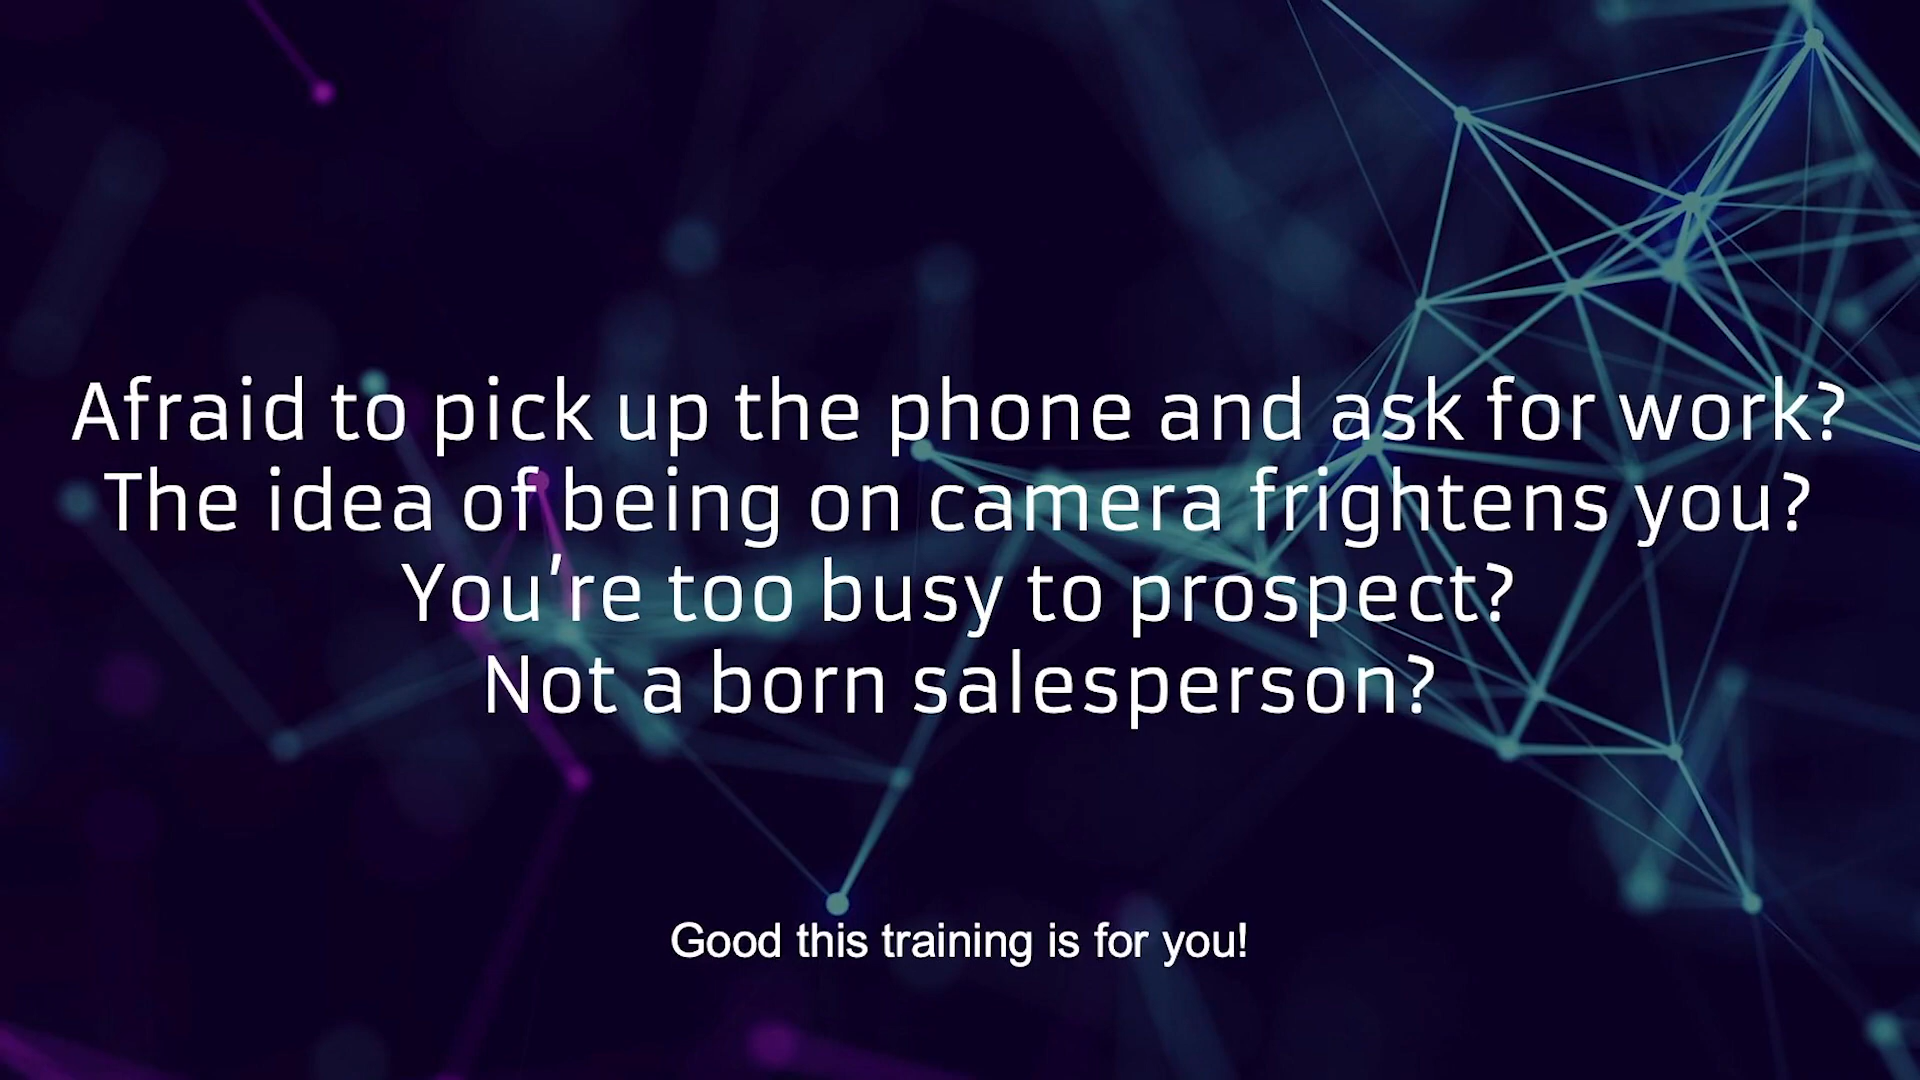 Afraid to pick up the phone and ask for work?
The idea of being on camera frightens you?
You’re too busy to prospect?
Not a born salesperson?
Good this training is for you!